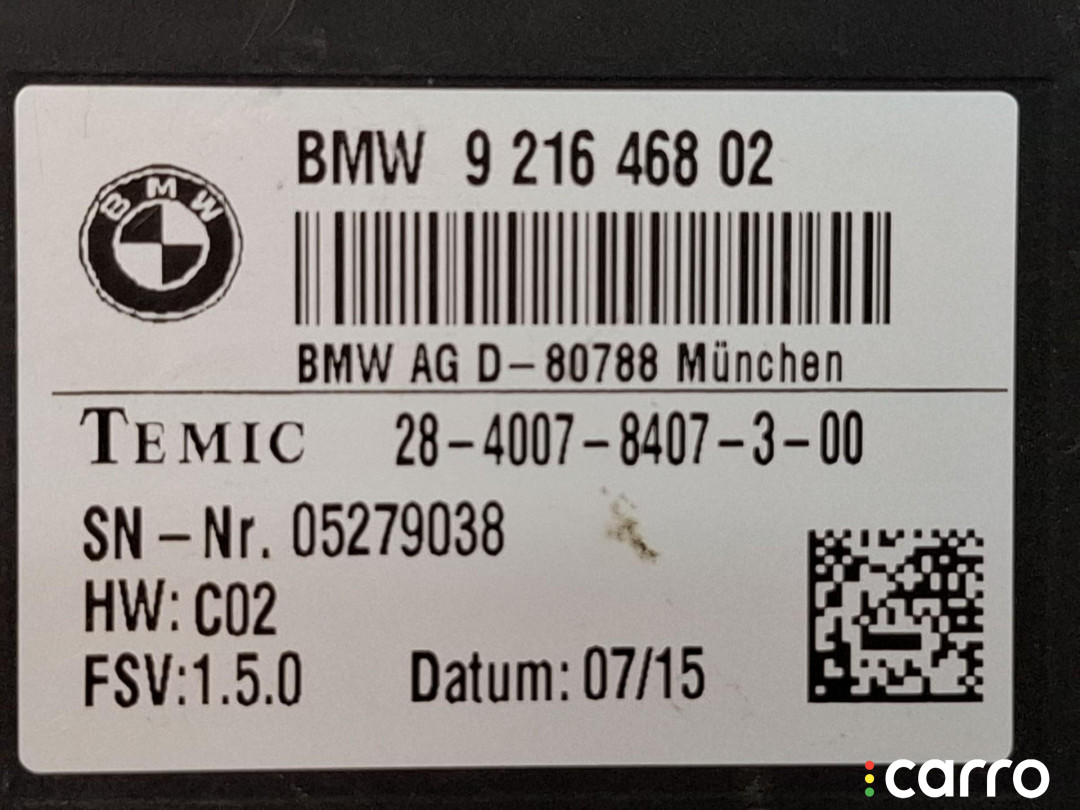 BMW 9 216 468 02
BMW
BMW AG D-80788 München
TEMIC 28-4007-8407-3-00
SN-Nr. 05279038
HW: C02
FSV:1.5.0 Datum: 07/15
carro